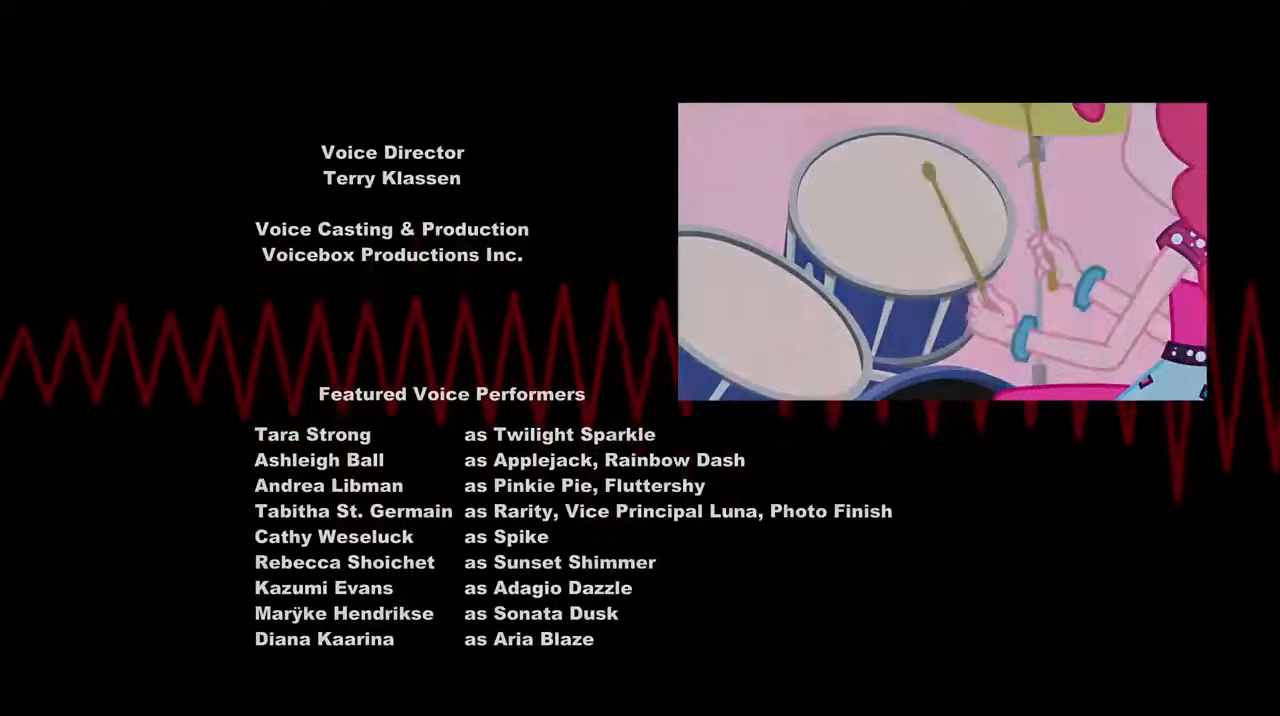 Voice Director
Terry Klassen
Voice Casting & Production
Voicebox Productions Inc.
Featured Voice Performers
Tara Strong as Twilight Sparkle
Ashleigh Ball as Applejack, Rainbow Dash
Andrea Libman as Pinkie Pie, Fluttershy
Tabitha St. Germain as Rarity, Vice Principal Luna, Photo Finish
Cathy Weseluck as Spike
Rebecca Shoichet as Sunset Shimmer
Kazumi Evans as Adagio Dazzle
Marÿke Hendrikse as Sonata Dusk
Diana Kaarina as Aria Blaze